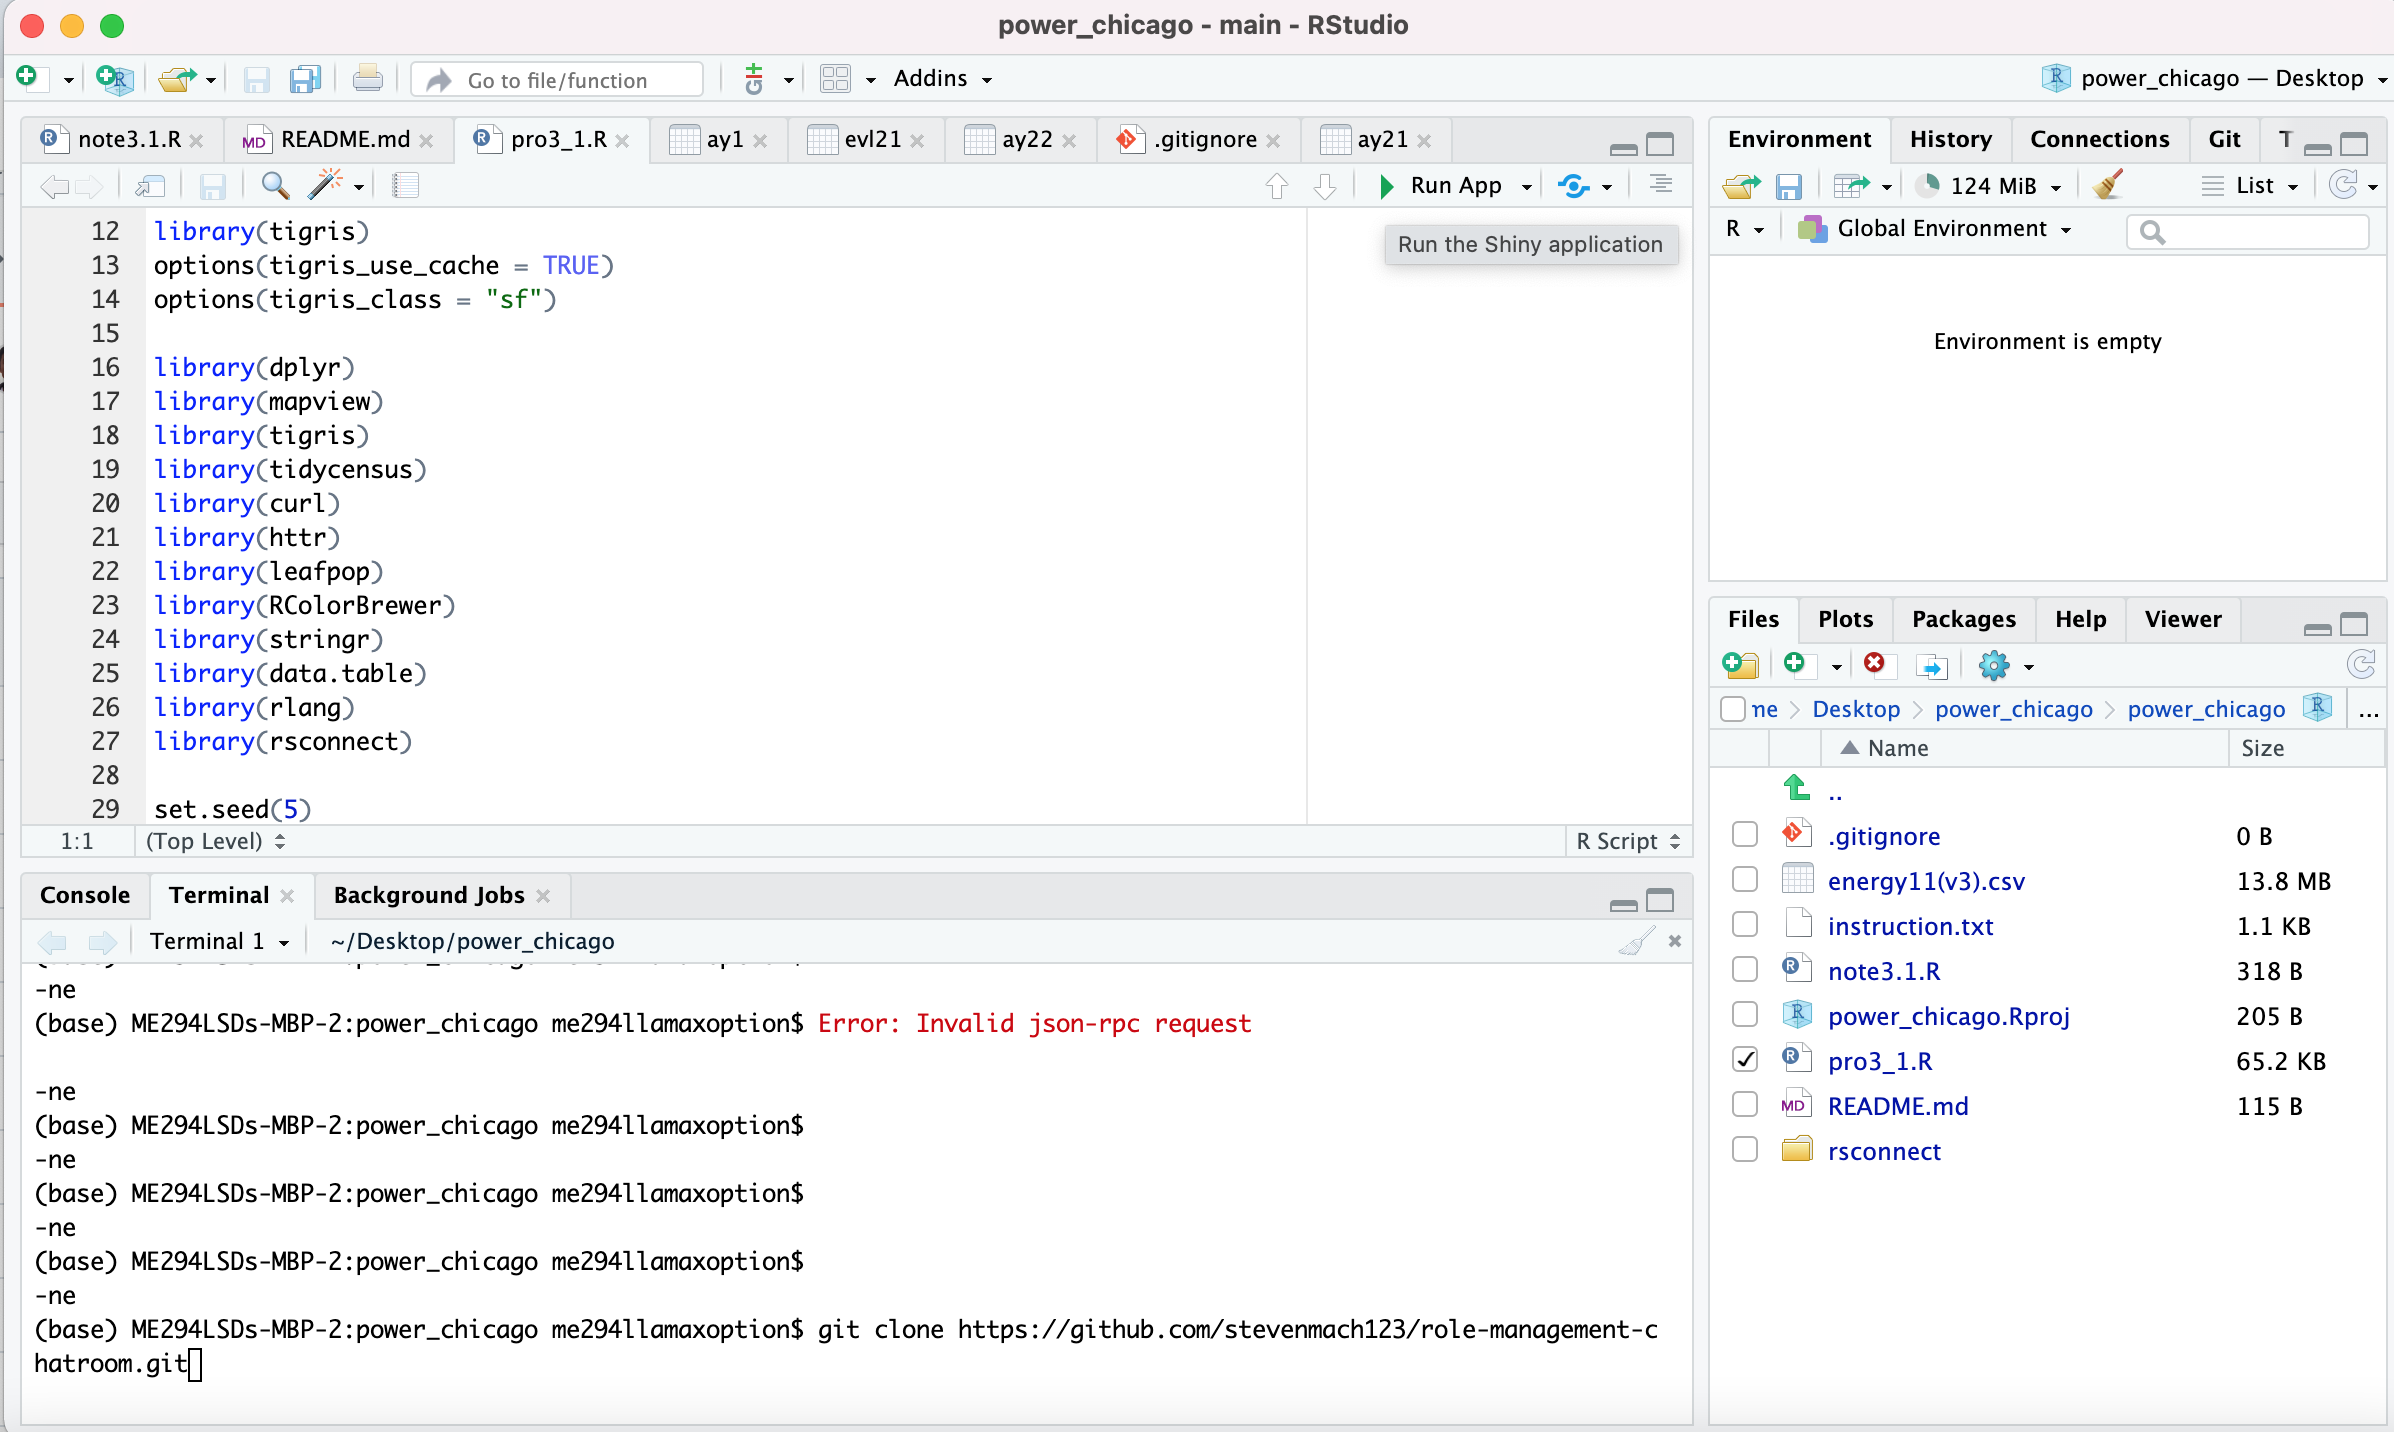 power_chicago - main - RStudio
Go to file/function
Addins
power_chicago — Desktop
note3.1.R
README.md
pro3_1.R
ay1
evl21
ay22
.gitignore
ay21
Run App
Run the Shiny application
12 library(tigris)
13 options(tigris_use_cache = TRUE)
14 options(tigris_class = "sf")
15
16 library(dplyr)
17 library(mapview)
18 library(tigris)
19 library(tidycensus)
20 library(curl)
21 library(httr)
22 library(leafpop)
23 library(RColorBrewer)
24 library(stringr)
25 library(data.table)
26 library(rlang)
27 library(rsconnect)
28
29 set.seed(5)
1:1 (Top Level) R Script
Console Terminal Background Jobs
Terminal 1 ~/Desktop/power_chicago
-ne
(base) ME294LSDs-MBP-2:power_chicago me294llamaxoption$ Error: Invalid json-rpc request
-ne
(base) ME294LSDs-MBP-2:power_chicago me294llamaxoption$
-ne
(base) ME294LSDs-MBP-2:power_chicago me294llamaxoption$
-ne
(base) ME294LSDs-MBP-2:power_chicago me294llamaxoption$
-ne
(base) ME294LSDs-MBP-2:power_chicago me294llamaxoption$ git clone https://github.com/stevenmach123/role-management-c
hatroom.git
Environment History Connections Git T
124 MiB List
R Global Environment
Environment is empty
Files Plots Packages Help Viewer
me Desktop power_chicago power_chicago ...
Name Size
..
.gitignore 0 B
energy11(v3).csv 13.8 MB
instruction.txt 1.1 KB
note3.1.R 318 B
power_chicago.Rproj 205 B
pro3_1.R 65.2 KB
README.md 115 B
rsconnect